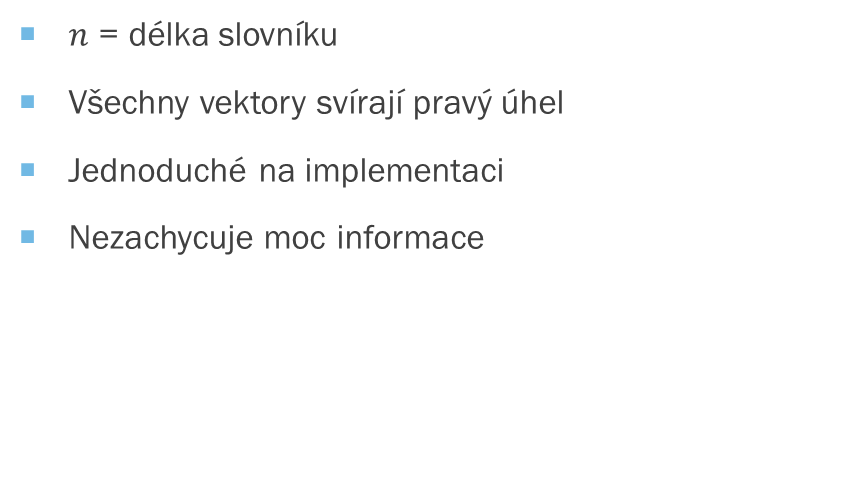 n = délka slovníku
Všechny vektory svírají pravý úhel
Jednoduché na implementaci
Nezachycuje moc informace